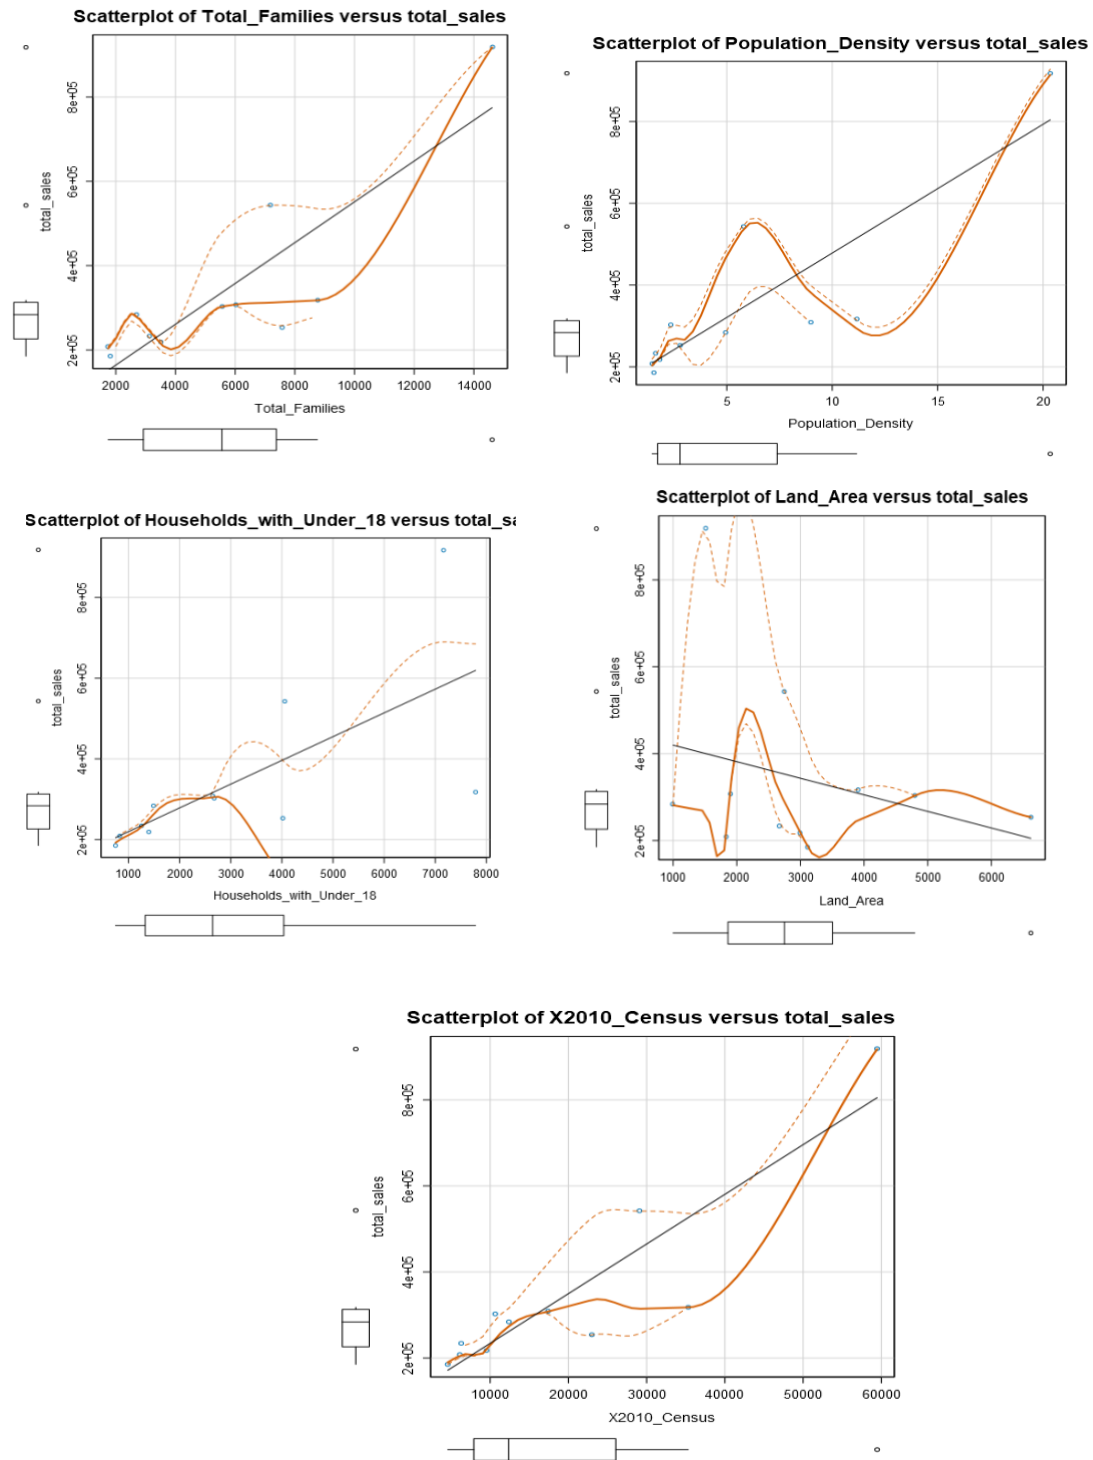 Scatterplot of Total_Families versus total_sales
total_sales
8e+05
6e+05
4e+05
2e+05
2000 4000 6000 8000 10000 12000 14000
Total_Families
Scatterplot of Population_Density versus total_sales
total_sales
8e+05
6e+05
4e+05
2e+05
5 10 15 20
Population_Density
Scatterplot of Households_with_Under_18 versus total_sa
total_sales
8e+05
6e+05
4e+05
2e+05
1000 2000 3000 4000 5000 6000 7000 8000
Households_with_Under_18
Scatterplot of Land_Area versus total_sales
total_sales
8e+05
6e+05
4e+05
2e+05
1000 2000 3000 4000 5000 6000
Land_Area
Scatterplot of X2010_Census versus total_sales
total_sales
8e+05
6e+05
4e+05
2e+05
10000 20000 30000 40000 50000 60000
X2010_Census